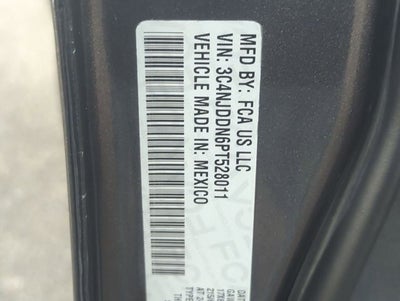 MFD BY: FCA US LLC
VIN: 3C4NJDDN6PT528011
VEHICLE MADE IN: MEXICO